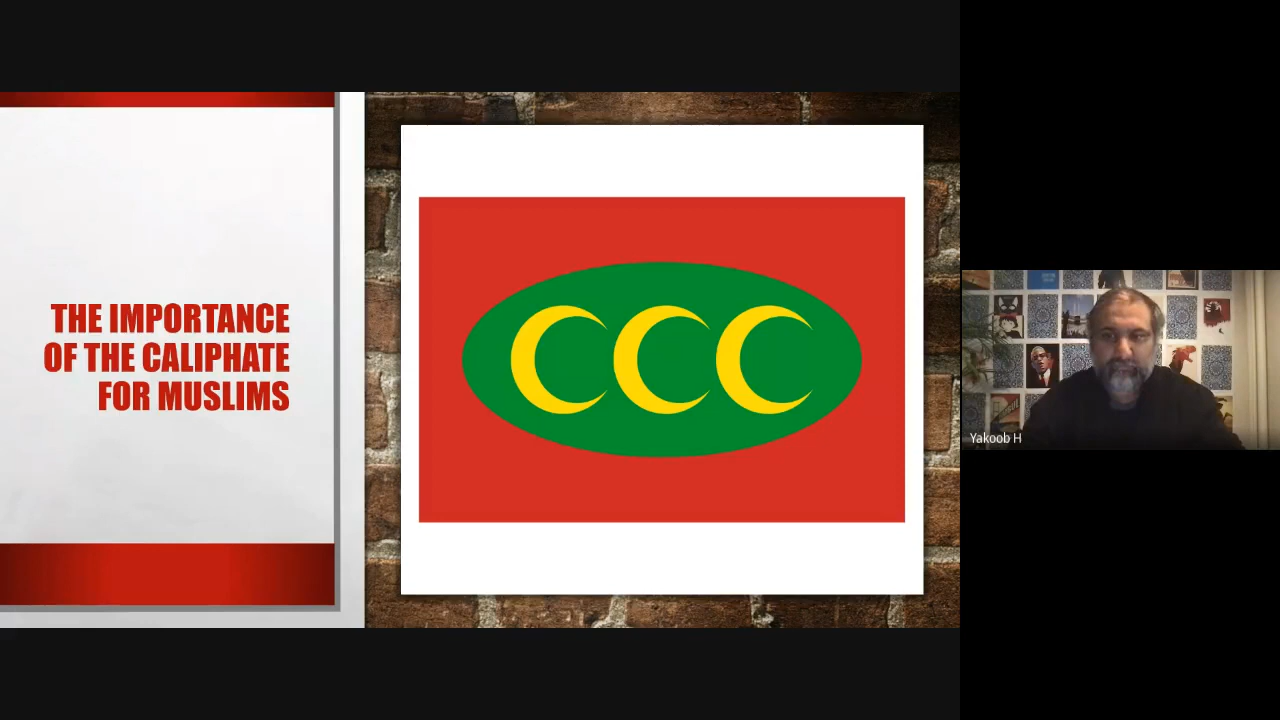 THE IMPORTANCE
OF THE CALIPHATE
FOR MUSLIMS
Yakoob H